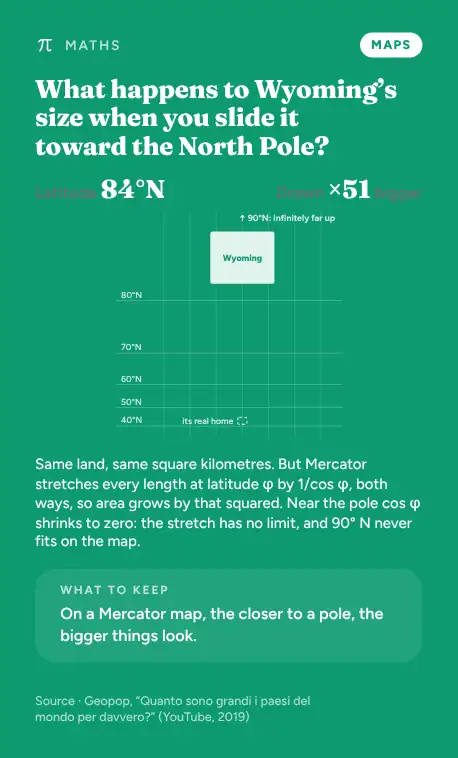 π MATHS
MAPS
What happens to Wyoming’s
size when you slide it
toward the North Pole?
Latitude 84°N
Drawn ×51 bigger
↑ 90°N: infinitely far up
Wyoming
80°N
70°N
60°N
50°N
40°N
its real home
Same land, same square kilometres. But Mercator
stretches every length at latitude φ by 1/cos φ, both
ways, so area grows by that squared. Near the pole cos φ
shrinks to zero: the stretch has no limit, and 90° N never
fits on the map.
WHAT TO KEEP
On a Mercator map, the closer to a pole, the
bigger things look.
Source · Geopop, “Quanto sono grandi i paesi del
mondo per davvero?” (YouTube, 2019)